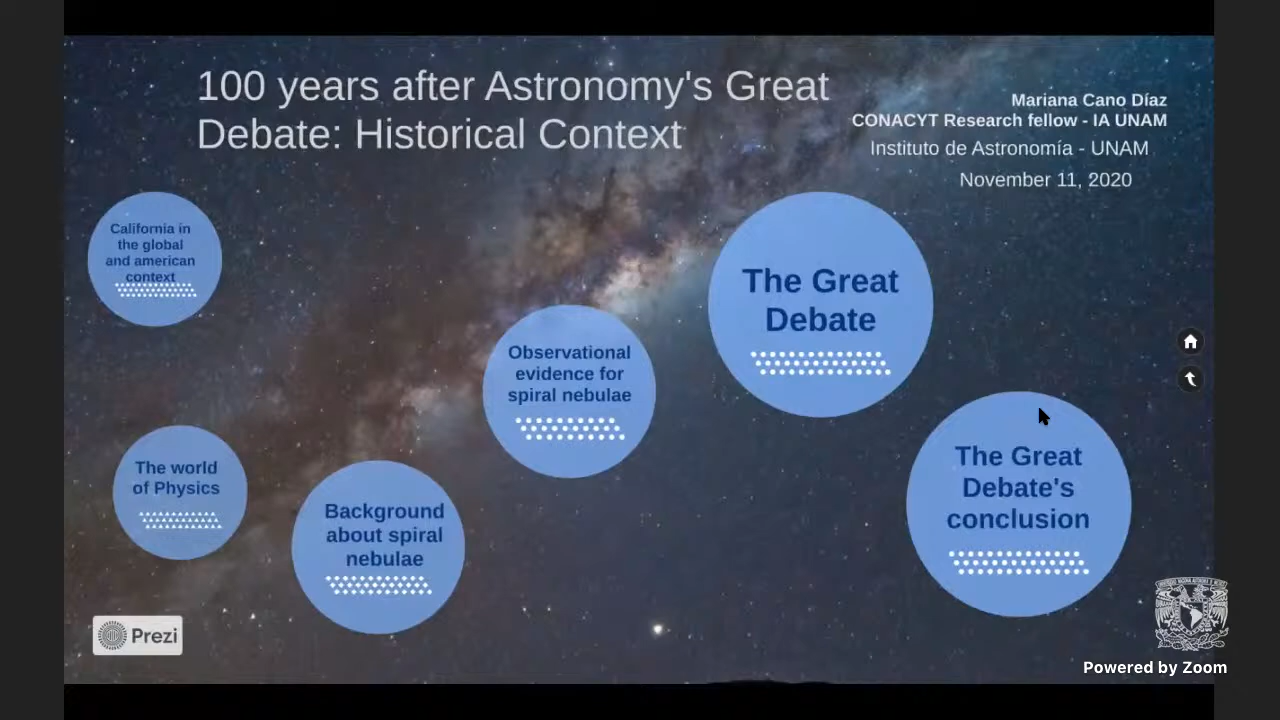 100 years after Astronomy's Great
Debate: Historical Context
Mariana Cano Díaz
CONACYT Research fellow - IA UNAM
Instituto de Astronomía - UNAM
November 11, 2020
California in
the global
and american
context
The Great
Debate
Observational
evidence for
spiral nebulae
The world
of Physics
Background
about spiral
nebulae
The Great
Debate's
conclusion
Prezi
Powered by Zoom